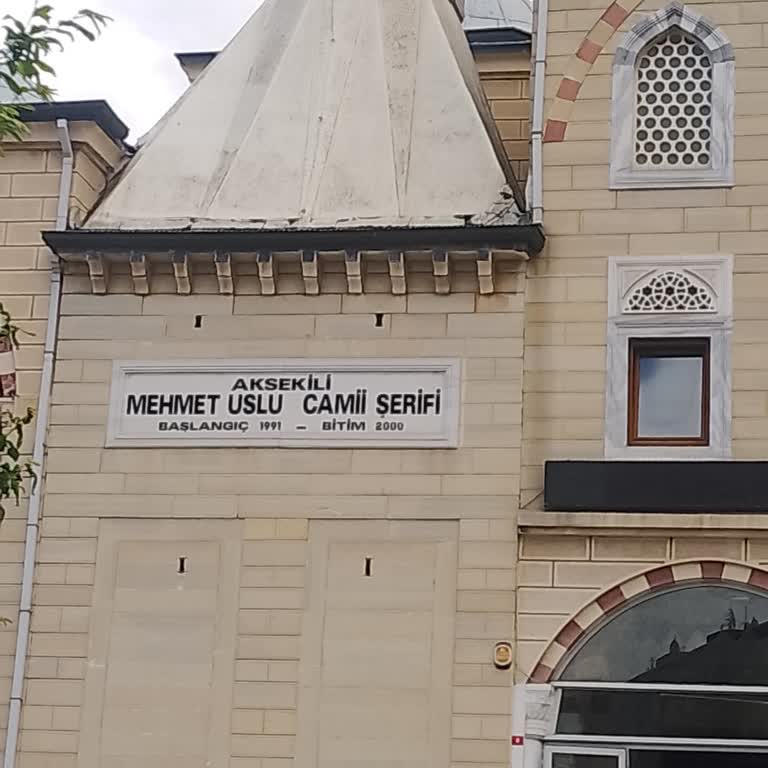 AKSEKİLİ
MEHMET USLU CAMİİ ŞERİFİ
BAŞLANGIÇ 1991 – BİTİM 2000